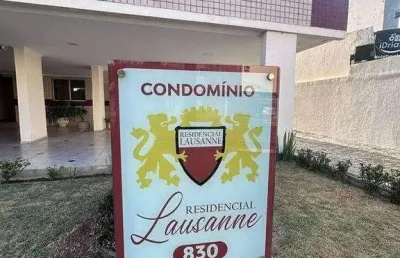 CONDOMÍNIO
RESIDENCIAL
LAUSANNE
RESIDENCIAL
Lausanne
830